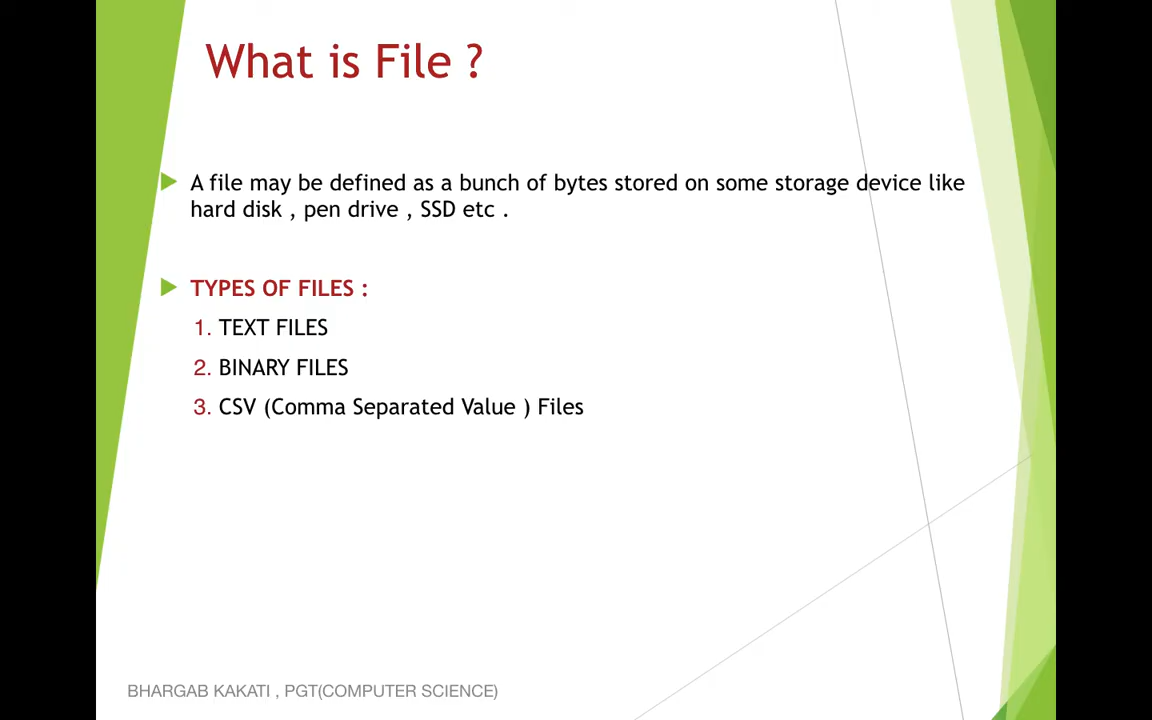 What is File ?
A file may be defined as a bunch of bytes stored on some storage device like
hard disk , pen drive , SSD etc .
TYPES OF FILES :
1. TEXT FILES
2. BINARY FILES
3. CSV (Comma Separated Value ) Files
BHARGAB KAKATI , PGT(COMPUTER SCIENCE)